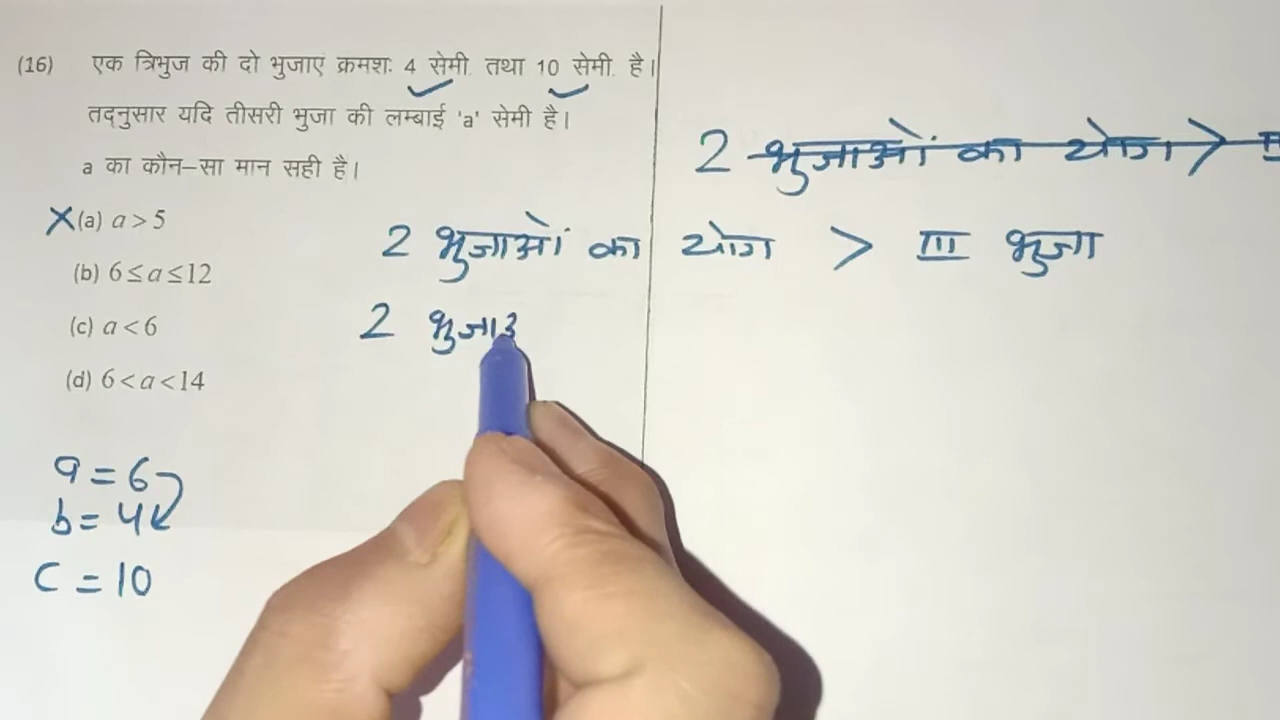 (16) एक त्रिभुज की दो भुजाए क्रमशः 4 सेमी. तथा 10 सेमी. है।
तद्नुसार यदि तीसरी भुजा की लम्बाई 'a' सेमी है।
a का कौन-सा मान सही है।
X (a) a > 5
(b) 6 ≤ a ≤ 12
(c) a < 6
(d) 6 < a < 14
a = 6
b = 4
c = 10
2 भुजाओं का योग >
2 भुजाओं का योग > III भुजा
2